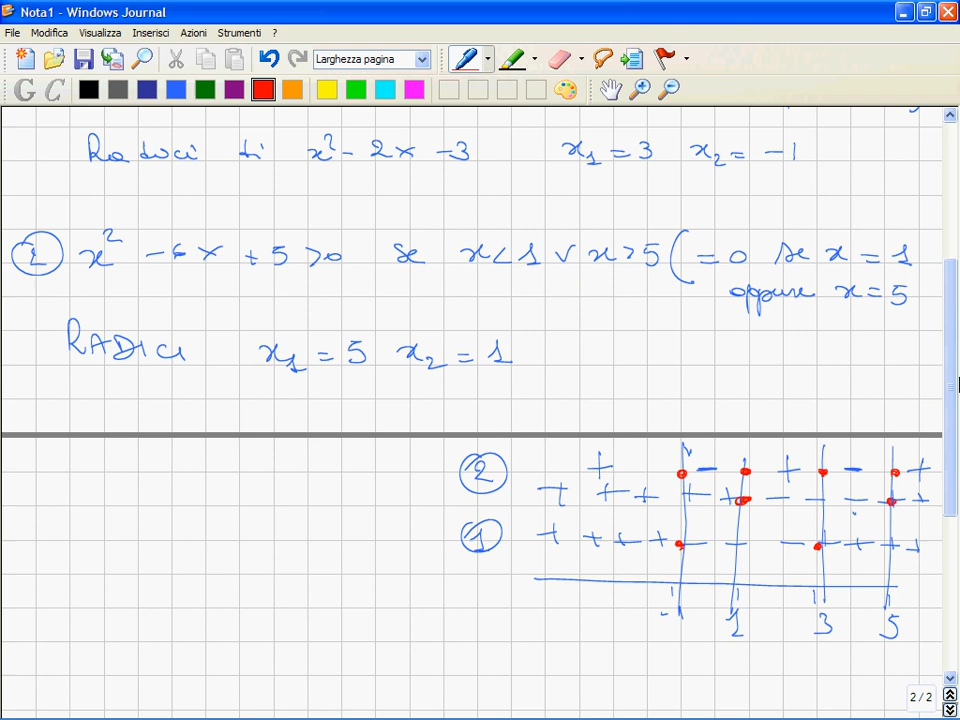 Nota1 - Windows Journal
File Modifica Visualizza Inserisci Azioni Strumenti ?
Larghezza pagina
Radici di x² - 2x - 3 x₁ = 3 x₂ = -1
x² - 6x + 5 > 0 se x < 1 ∨ x > 5 ( = 0 se x = 1
oppure x = 5
RADICI x₁ = 5 x₂ = 1
② + - + - +
+ + + + + - - - +
① + + + + - - - + + +
-1 1 3 5
2 / 2